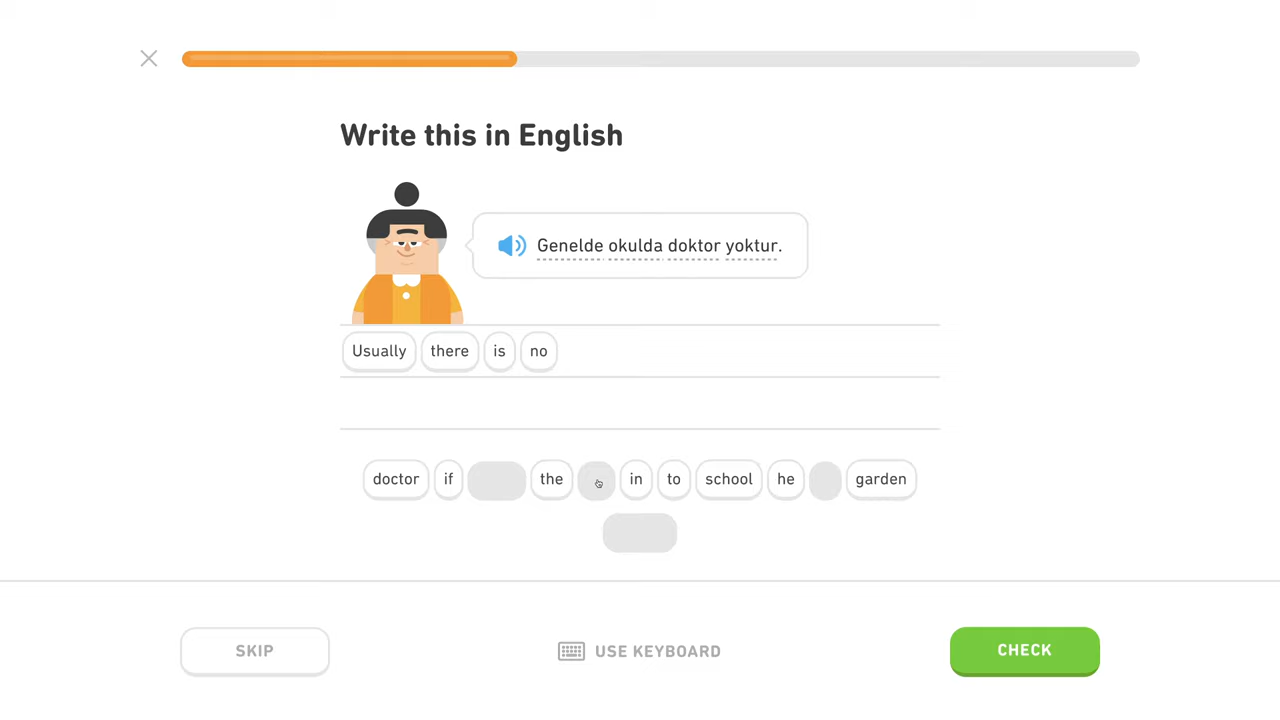 Write this in English
Genelde okulda doktor yoktur.
Usually there is no
doctor if the in to school he garden
SKIP USE KEYBOARD CHECK